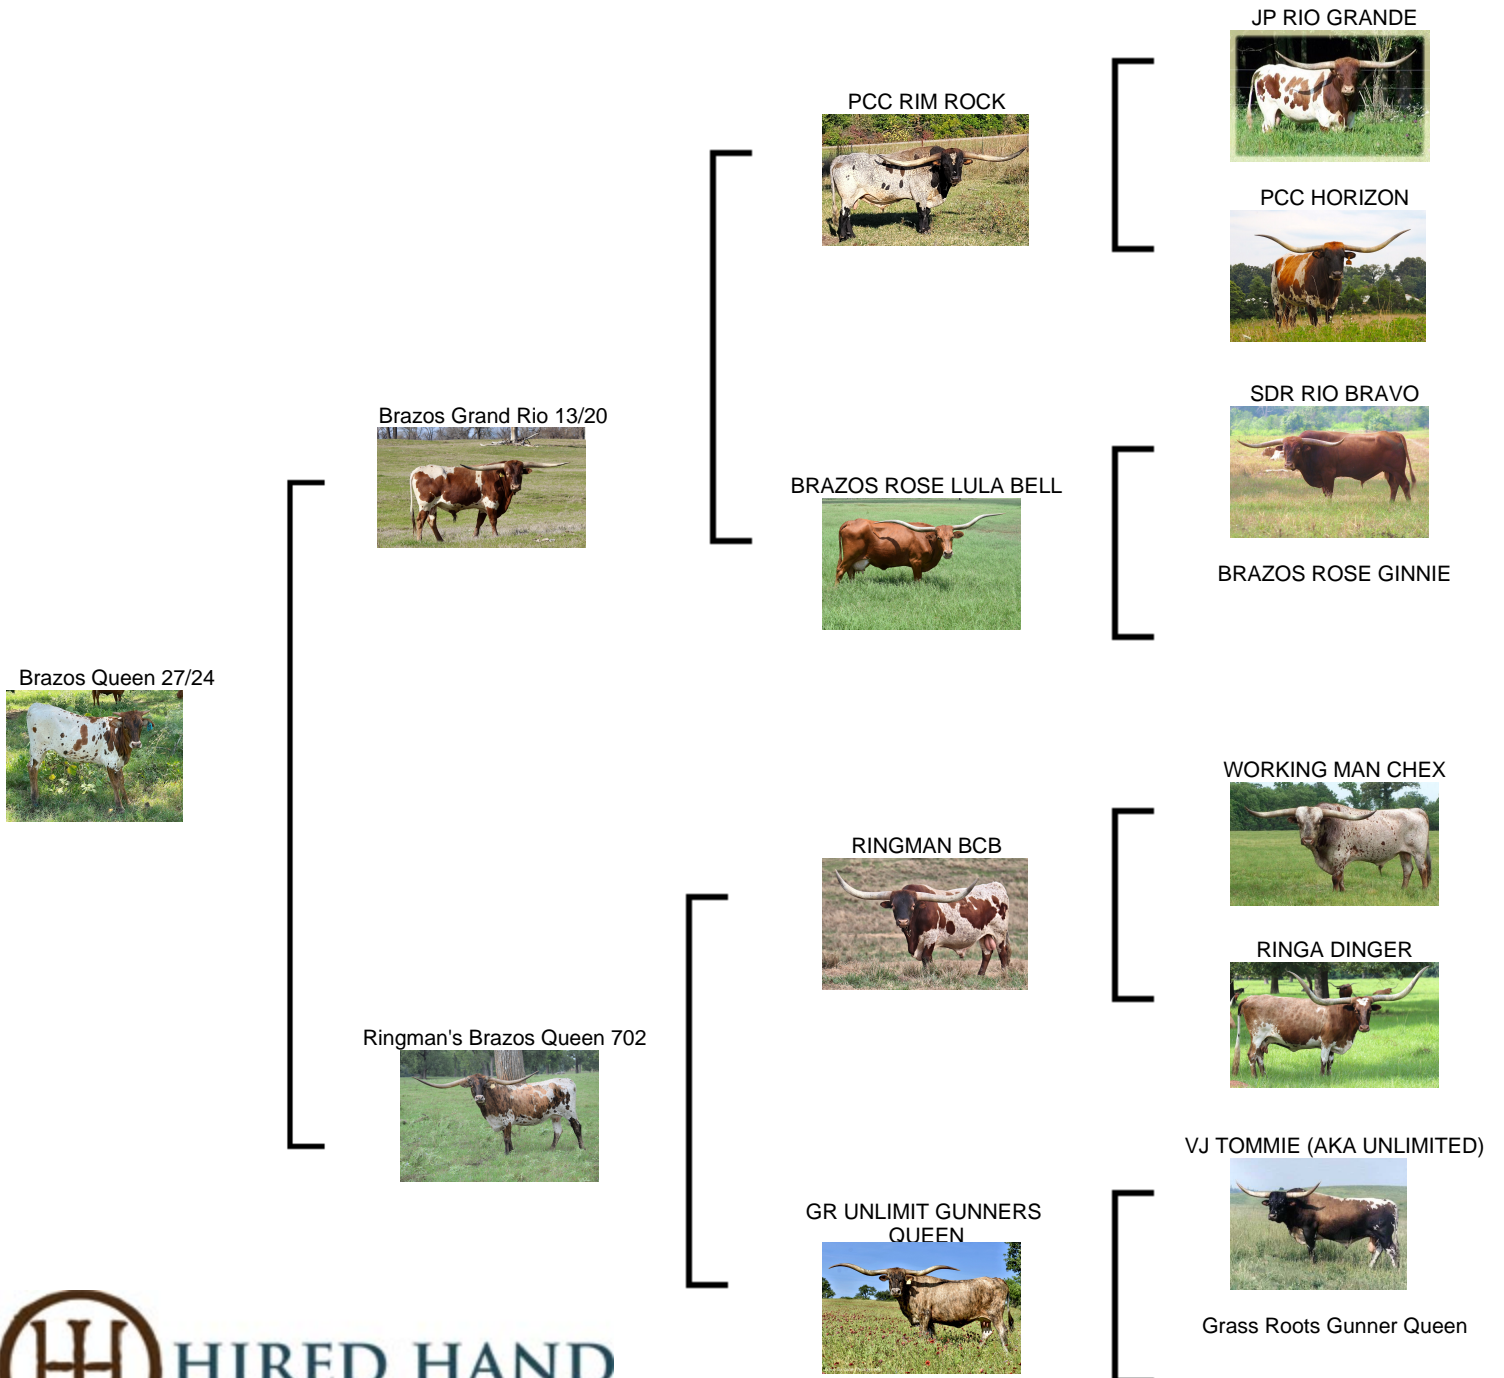 JP RIO GRANDE
PCC RIM ROCK
PCC HORIZON
SDR RIO BRAVO
Brazos Grand Rio 13/20
BRAZOS ROSE LULA BELL
BRAZOS ROSE GINNIE
Brazos Queen 27/24
WORKING MAN CHEX
RINGMAN BCB
RINGA DINGER
Ringman's Brazos Queen 702
VJ TOMMIE (AKA UNLIMITED)
GR UNLIMIT GUNNERS
QUEEN
Grass Roots Gunner Queen
HIRED HAND